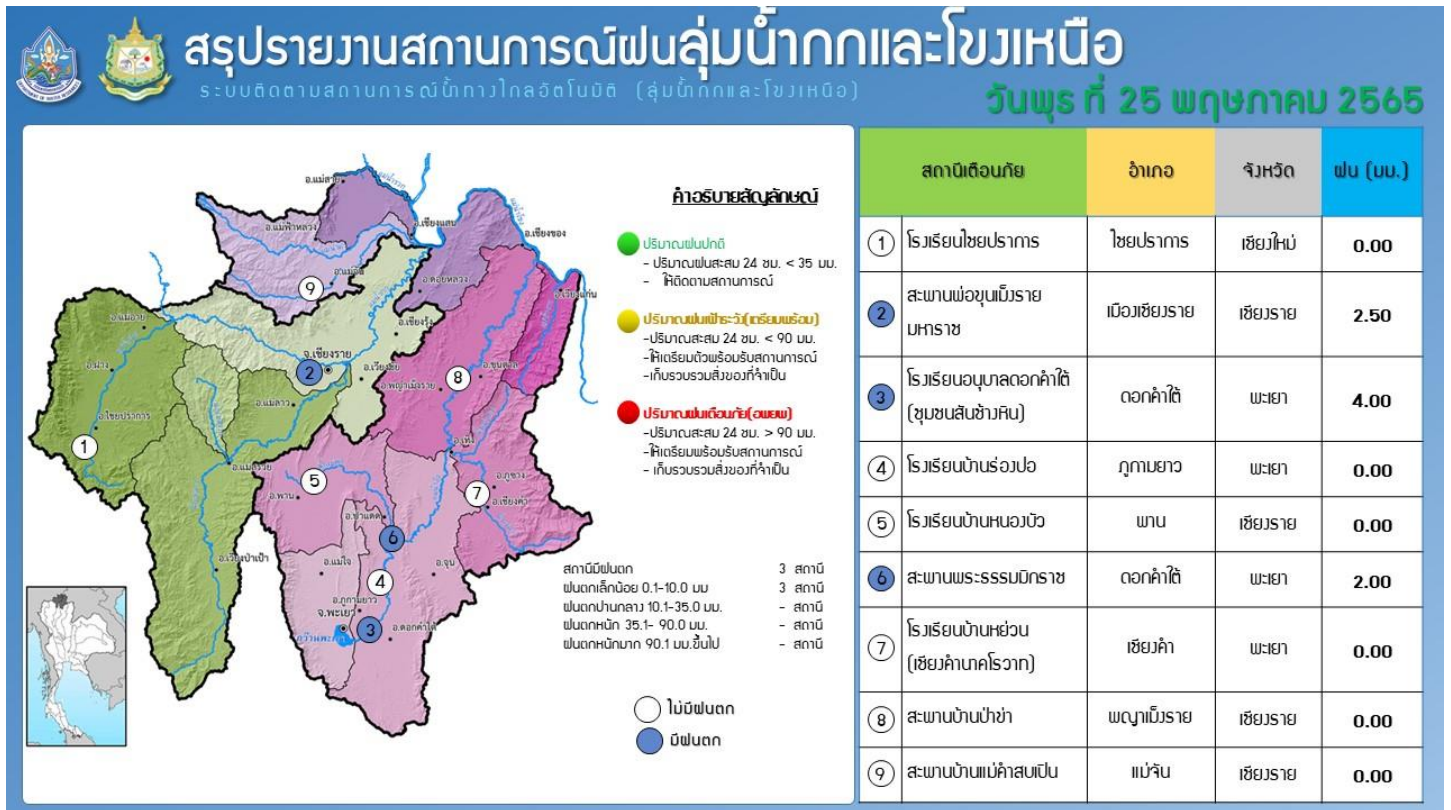 สรุปรายงานสถานการณ์ฝนลุ่มน้ำกกและโขงเหนือ
ระบบติดตามสถานการณ์น้ำทางไกลอัตโนมัติ (ลุ่มน้ำกกและโขงเหนือ)
วันพุธ ที่ 25 พฤษภาคม 2565
คำอธิบายสัญลักษณ์
ปริมาณฝนปกติ
- ปริมาณฝนสะสม 24 ชม. < 35 มม.
- ให้ติดตามสถานการณ์
ปริมาณฝนเฝ้าระวัง(เตรียมพร้อม)
-ปริมาณสะสม 24 ชม. < 90 มม.
-ให้เตรียมตัวพร้อมรับสถานการณ์
-เก็บรวบรวมสิ่งของที่จำเป็น
ปริมาณฝนเตือนภัย(อพยพ)
-ปริมาณสะสม 24 ชม. > 90 มม.
-ให้เตรียมพร้อมรับสถานการณ์
- เก็บรวบรวมสิ่งของที่จำเป็น
อ.แม่สาย
อ.แม่ฟ้าหลวง
อ.เชียงแสน
อ.เชียงของ
อ.แม่จัน
9
อ.ดอยหลวง
อ.เวียงแก่น
อ.แม่อาย
อ.เชียงรุ้ง
จ.เชียงราย
2
อ.เวียงชัย
อ.ฝาง
อ.พญาเม็งราย
8
อ.ขุนตาล
อ.แม่ลาว
อ.ไชยปราการ
1
อ.เทิง
อ.แม่สรวย
5
อ.พาน
7
อ.ภูซาง
อ.เชียงคำ
อ.ป่าแดด
6
อ.เวียงป่าเป้า
อ.แม่ใจ
4
อ.จุน
อ.ภูกามยาว
จ.พะเยา
3
อ.ดอกคำใต้
กว๊านพะเยา
สถานีมีฝนตก 3 สถานี
ฝนตกเล็กน้อย 0.1-10.0 มม 3 สถานี
ฝนตกปานกลาง 10.1-35.0 มม. - สถานี
ฝนตกหนัก 35.1- 90.0 มม. - สถานี
ฝนตกหนักมาก 90.1 มม.ขึ้นไป - สถานี
ไม่มีฝนตก
มีฝนตก
สถานีเตือนภัย อำเภอ จังหวัด ฝน (มม.)
1 โรงเรียนไชยปราการ ไชยปราการ เชียงใหม่ 0.00
2 สะพานพ่อขุนเม็งราย
มหาราช เมืองเชียงราย เชียงราย 2.50
3 โรงเรียนอนุบาลดอกคำใต้
(ชุมชนสันช้างหิน) ดอกคำใต้ พะเยา 4.00
4 โรงเรียนบ้านร่องปอ ภูกามยาว พะเยา 0.00
5 โรงเรียนบ้านหนองบัว พาน เชียงราย 0.00
6 สะพานพระธรรมมิกราช ดอกคำใต้ พะเยา 2.00
7 โรงเรียนบ้านหย่วน
(เชียงคำนาคโรวาท) เชียงคำ พะเยา 0.00
8 สะพานบ้านป่าข่า พญาเม็งราย เชียงราย 0.00
9 สะพานบ้านแม่คำสบเปิน แม่จัน เชียงราย 0.00